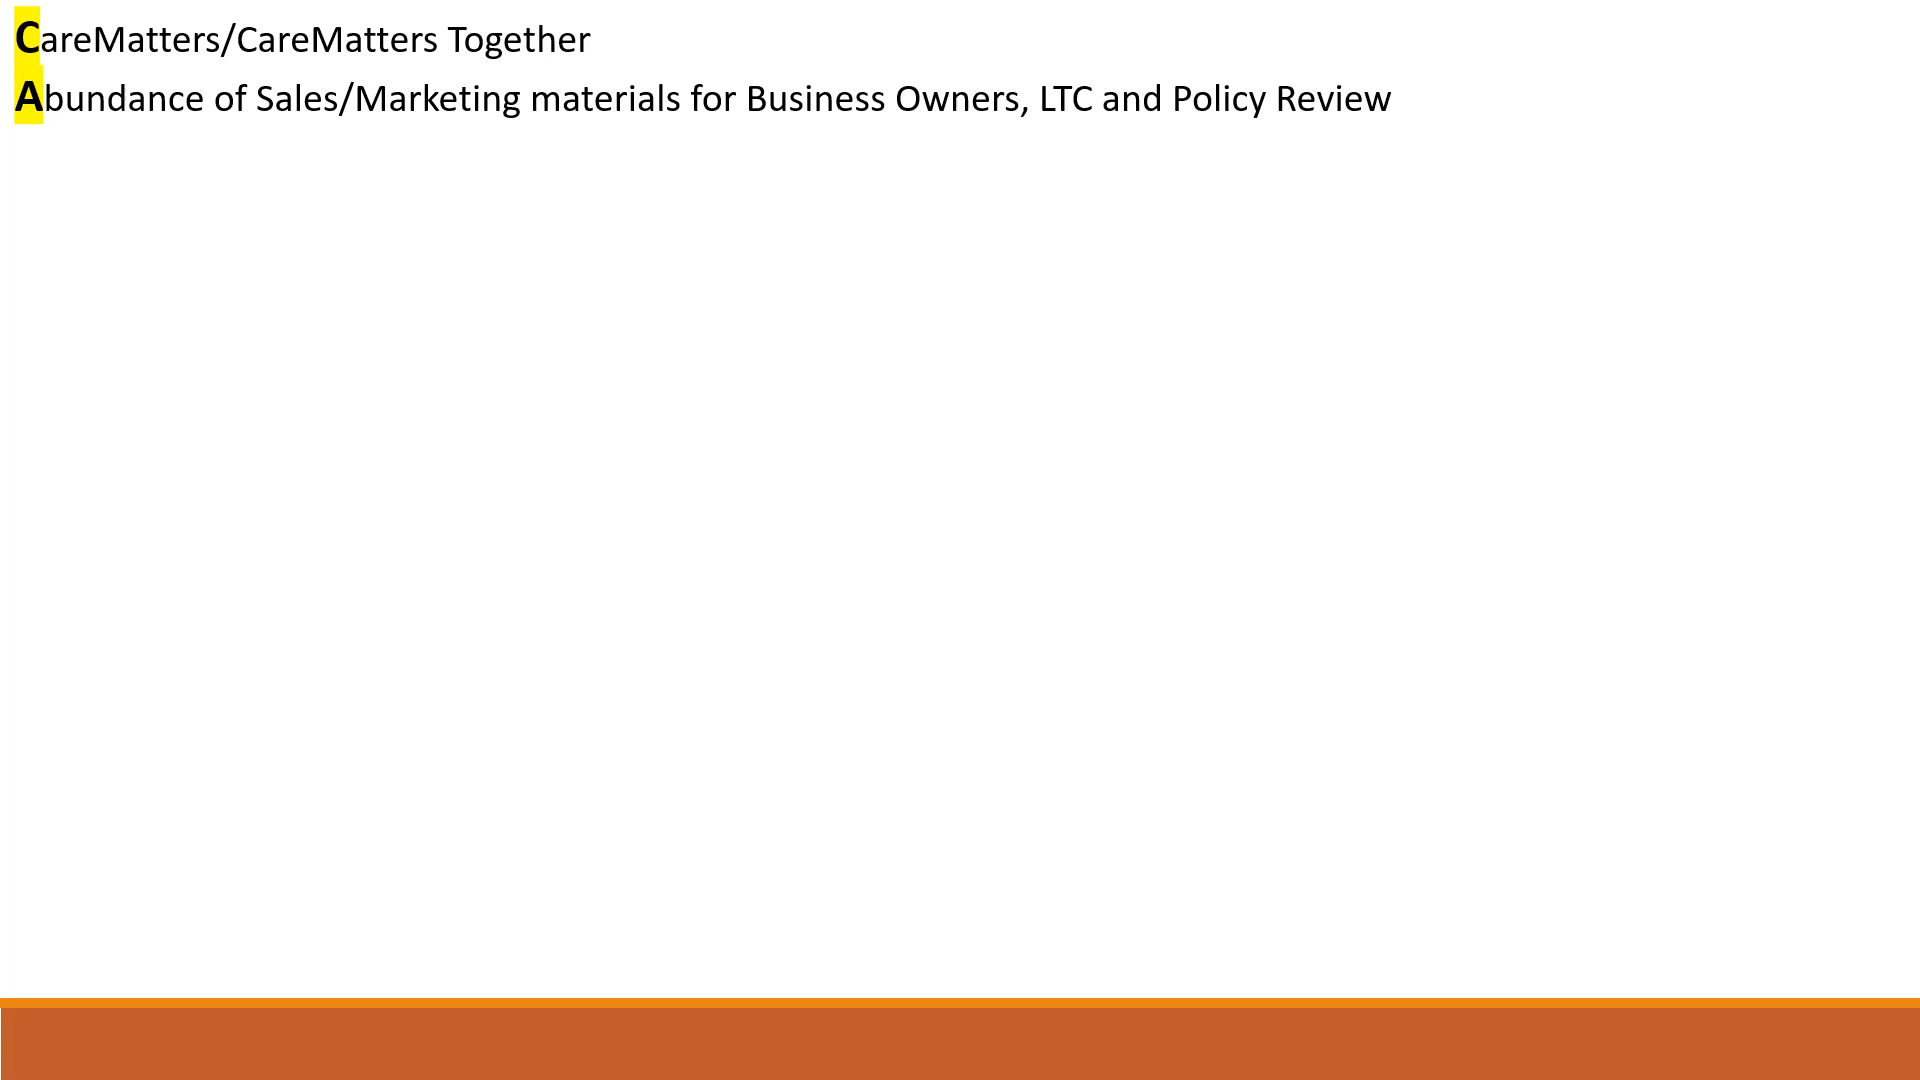 CareMatters/CareMatters Together
Abundance of Sales/Marketing materials for Business Owners, LTC and Policy Review